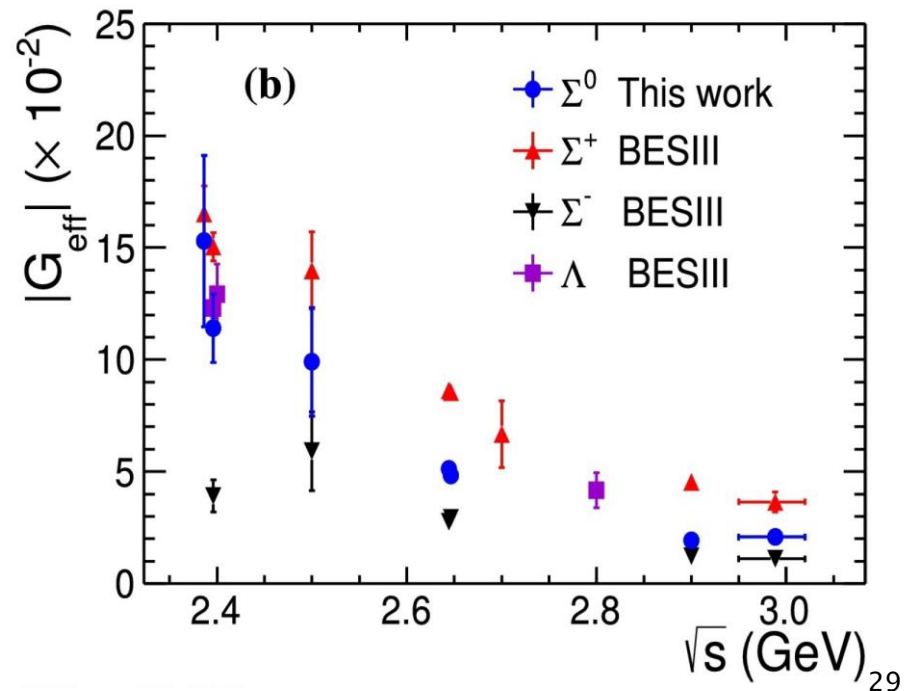 25
20
15
10
5
0
|G_eff| (× 10⁻²)
(b)
Σ⁰ This work
Σ⁺ BESIII
Σ⁻ BESIII
Λ BESIII
2.4 2.6 2.8 3.0
√s (GeV)
29